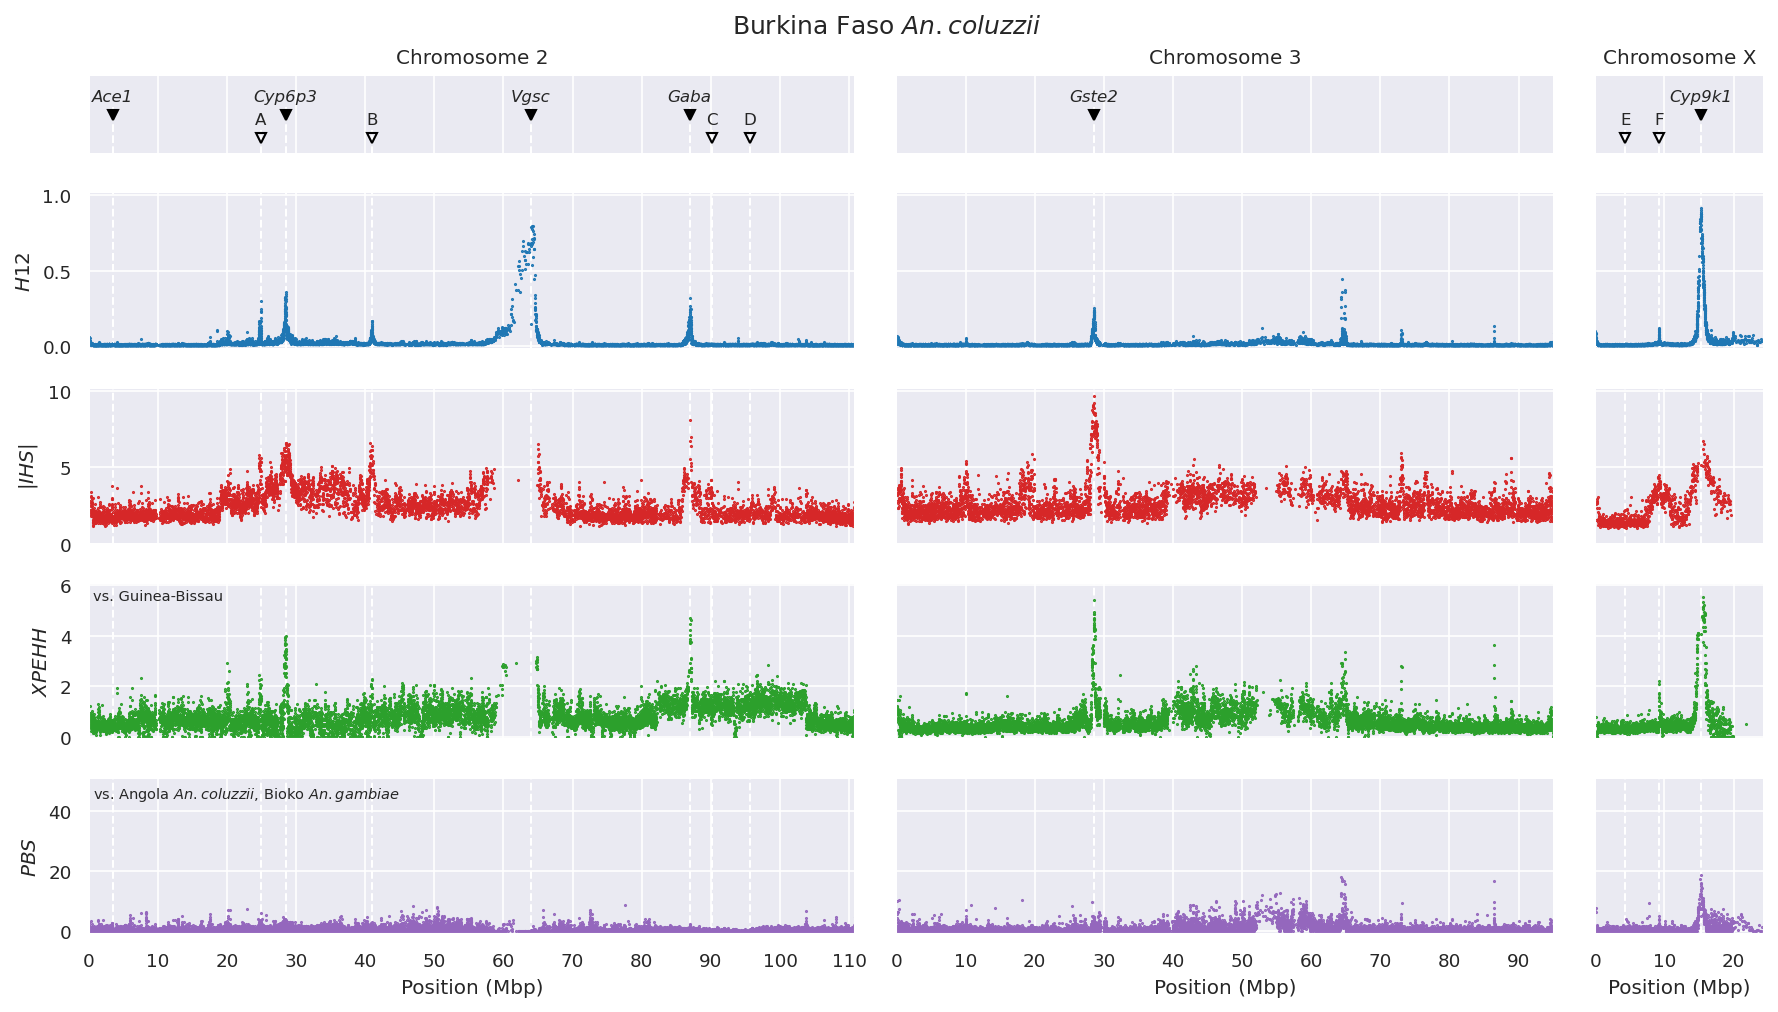 Burkina Faso An. coluzzii
Chromosome 2 Chromosome 3 Chromosome X
Ace1 Cyp6p3 Vgsc Gaba Gste2 Cyp9k1
A B C D E F
1.0
0.5
0.0
H12
10
5
0
|IHS|
vs. Guinea-Bissau
6
4
2
0
XPEHH
vs. Angola An. coluzzii, Bioko An. gambiae
40
20
0
PBS
0 10 20 30 40 50 60 70 80 90 100 110 0 10 20 30 40 50 60 70 80 90 0 10 20
Position (Mbp) Position (Mbp) Position (Mbp)